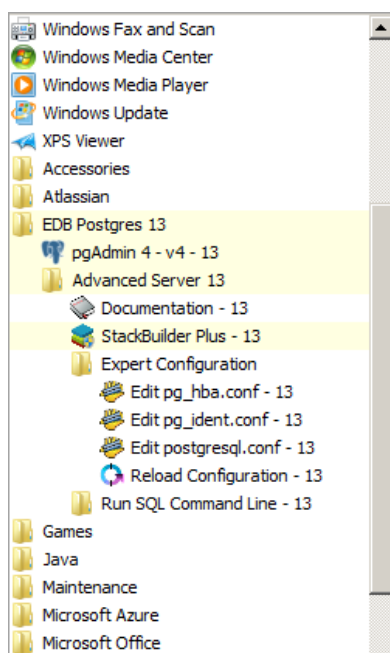 Windows Fax and Scan
Windows Media Center
Windows Media Player
Windows Update
XPS Viewer
Accessories
Atlassian
EDB Postgres 13
pgAdmin 4 - v4 - 13
Advanced Server 13
Documentation - 13
StackBuilder Plus - 13
Expert Configuration
Edit pg_hba.conf - 13
Edit pg_ident.conf - 13
Edit postgresql.conf - 13
Reload Configuration - 13
Run SQL Command Line - 13
Games
Java
Maintenance
Microsoft Azure
Microsoft Office